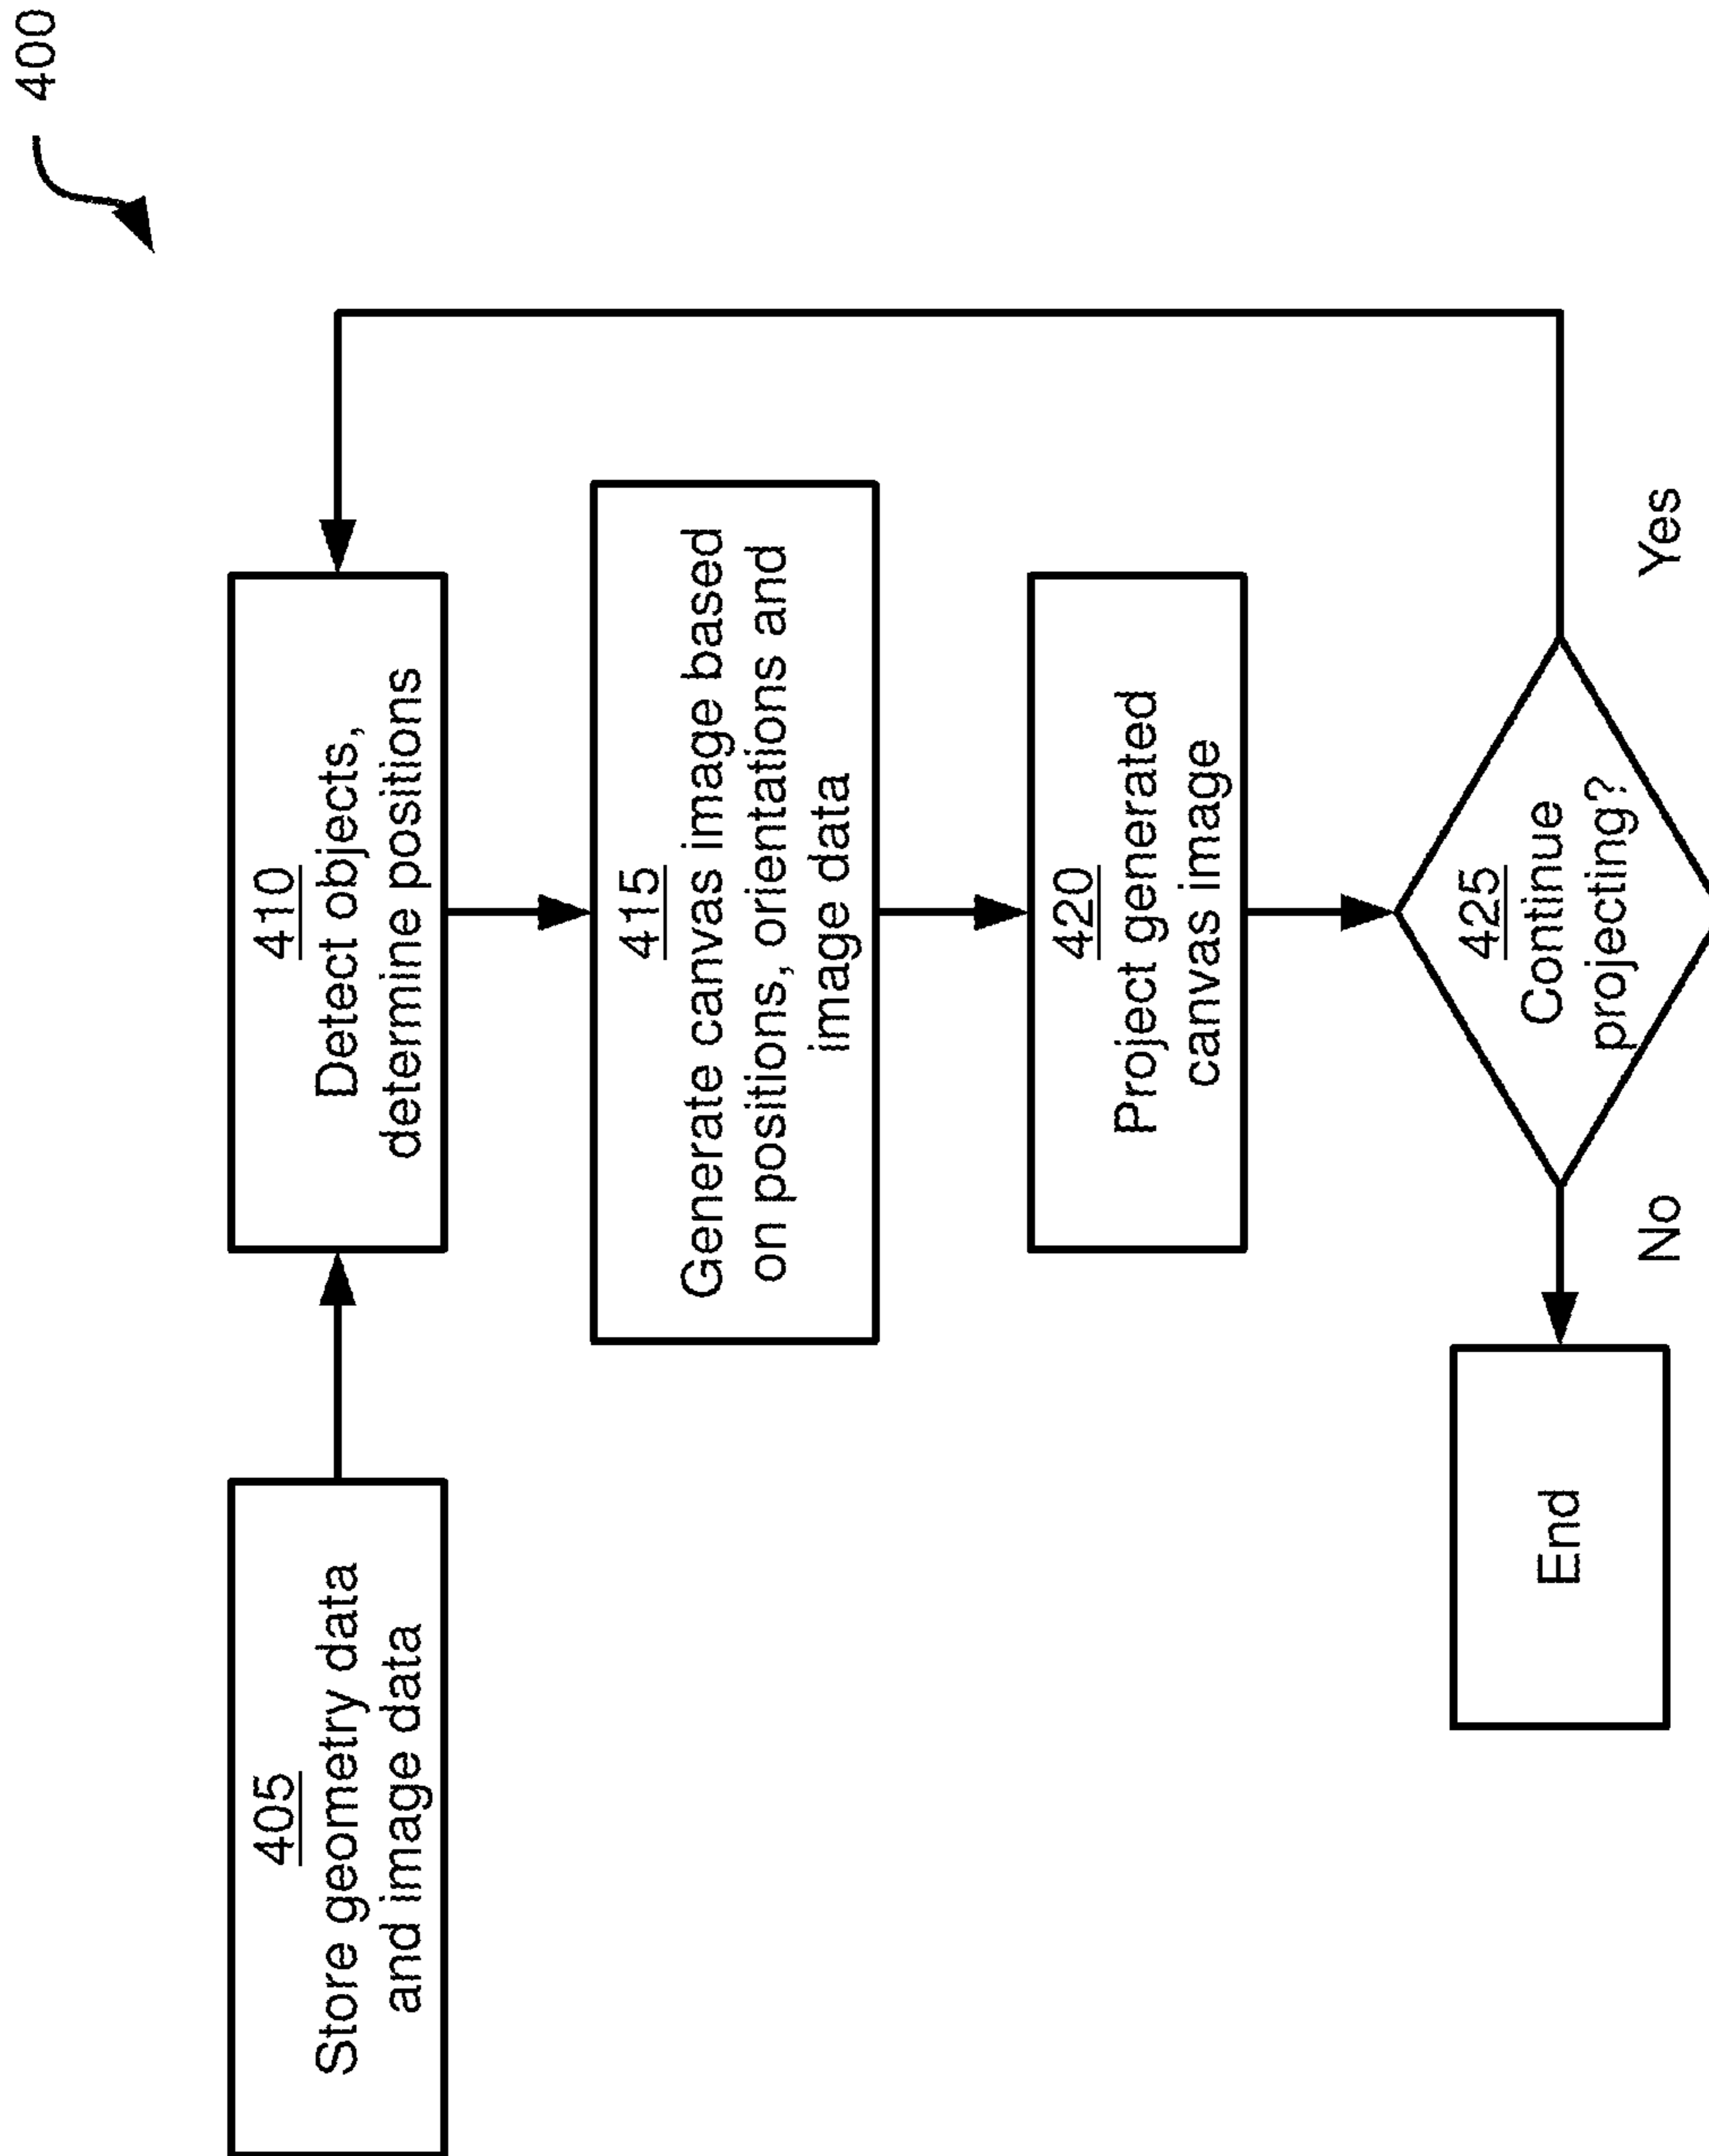 400
405
Store geometry data
and image data
410
Detect objects,
determine positions
415
Generate canvas image based
on positions, orientations and
image data
420
Project generated
canvas image
425
Continue
projecting?
No
Yes
End